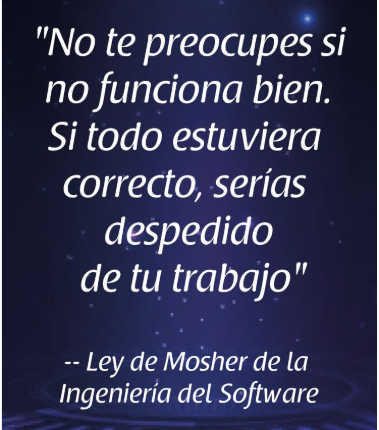 "No te preocupes si
no funciona bien.
Si todo estuviera
correcto, serías
despedido
de tu trabajo"
-- Ley de Mosher de la
Ingeniería del Software